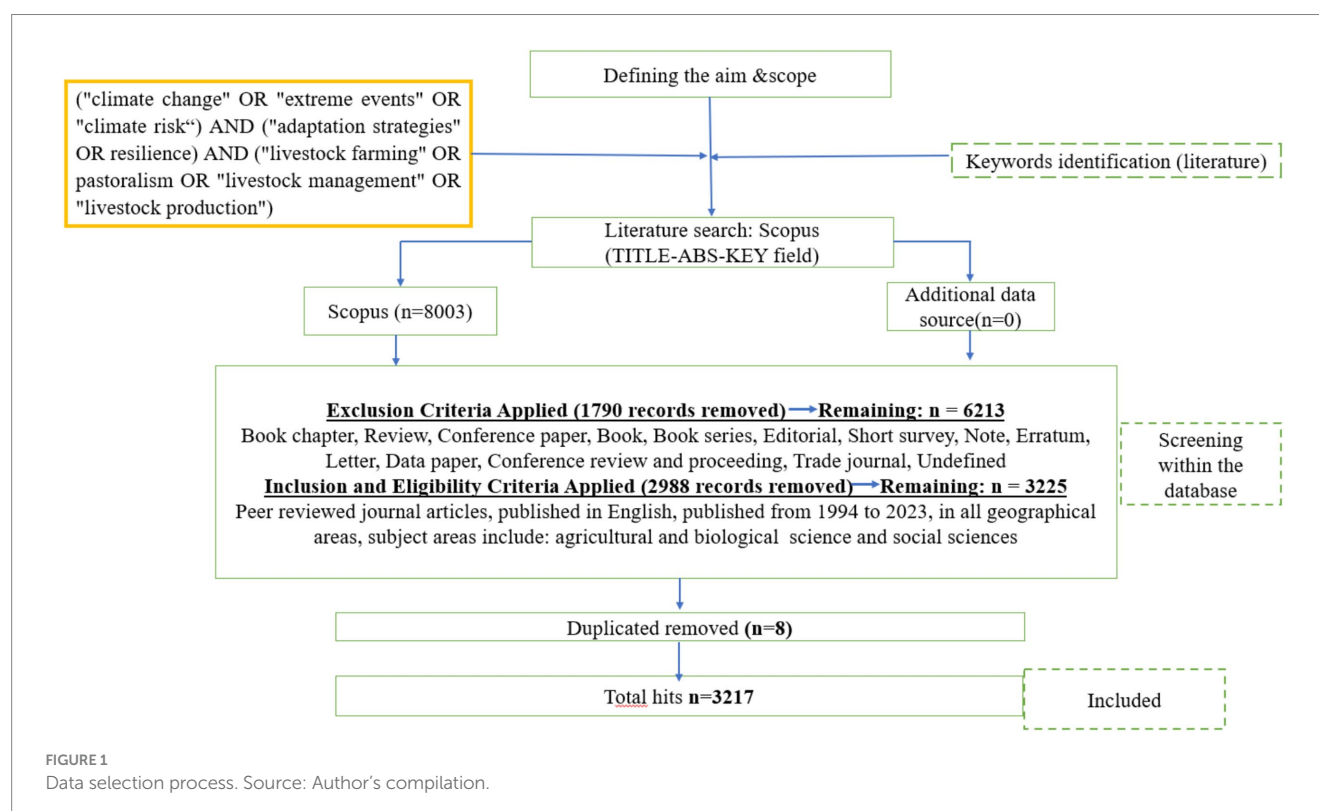 Defining the aim &scope
("climate change" OR "extreme events" OR
"climate risk“) AND ("adaptation strategies"
OR resilience) AND ("livestock farming" OR
pastoralism OR "livestock management" OR
"livestock production")
Keywords identification (literature)
Literature search: Scopus
(TITLE-ABS-KEY field)
Scopus (n=8003)
Additional data
source(n=0)
Exclusion Criteria Applied (1790 records removed) Remaining: n = 6213
Book chapter, Review, Conference paper, Book, Book series, Editorial, Short survey, Note, Erratum,
Letter, Data paper, Conference review and proceeding, Trade journal, Undefined
Inclusion and Eligibility Criteria Applied (2988 records removed) Remaining: n = 3225
Peer reviewed journal articles, published in English, published from 1994 to 2023, in all geographical
areas, subject areas include: agricultural and biological science and social sciences
Screening
within the
database
Duplicated removed (n=8)
Total hits n=3217
Included
FIGURE 1
Data selection process. Source: Author’s compilation.